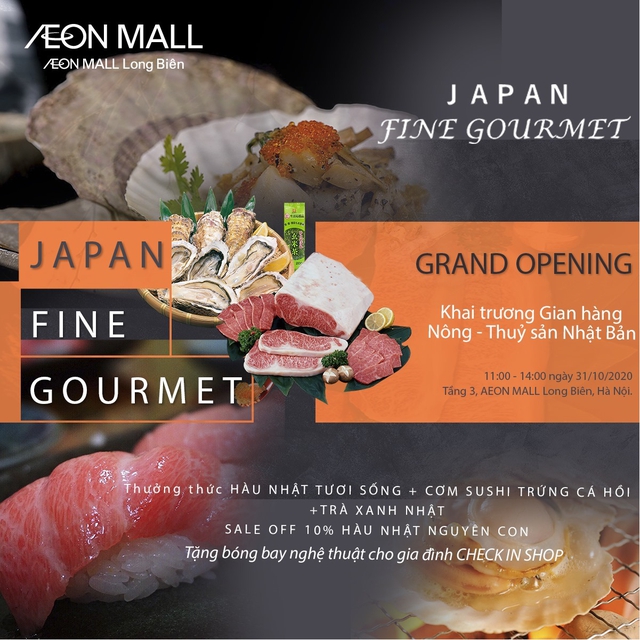 ÆON MALL
ÆON MALL Long Biên
JAPAN
FINE GOURMET
JAPAN
FINE
GOURMET
GRAND OPENING
Khai trương Gian hàng
Nông - Thuỷ sản Nhật Bản
11:00 - 14:00 ngày 31/10/2020
Tầng 3, AEON MALL Long Biên, Hà Nội.
Thưởng thức HÀU NHẬT TƯƠI SỐNG + CƠM SUSHI TRỨNG CÁ HỒI
+TRÀ XANH NHẬT
SALE OFF 10% HÀU NHẬT NGUYÊN CON
Tặng bóng bay nghệ thuật cho gia đình CHECK IN SHOP